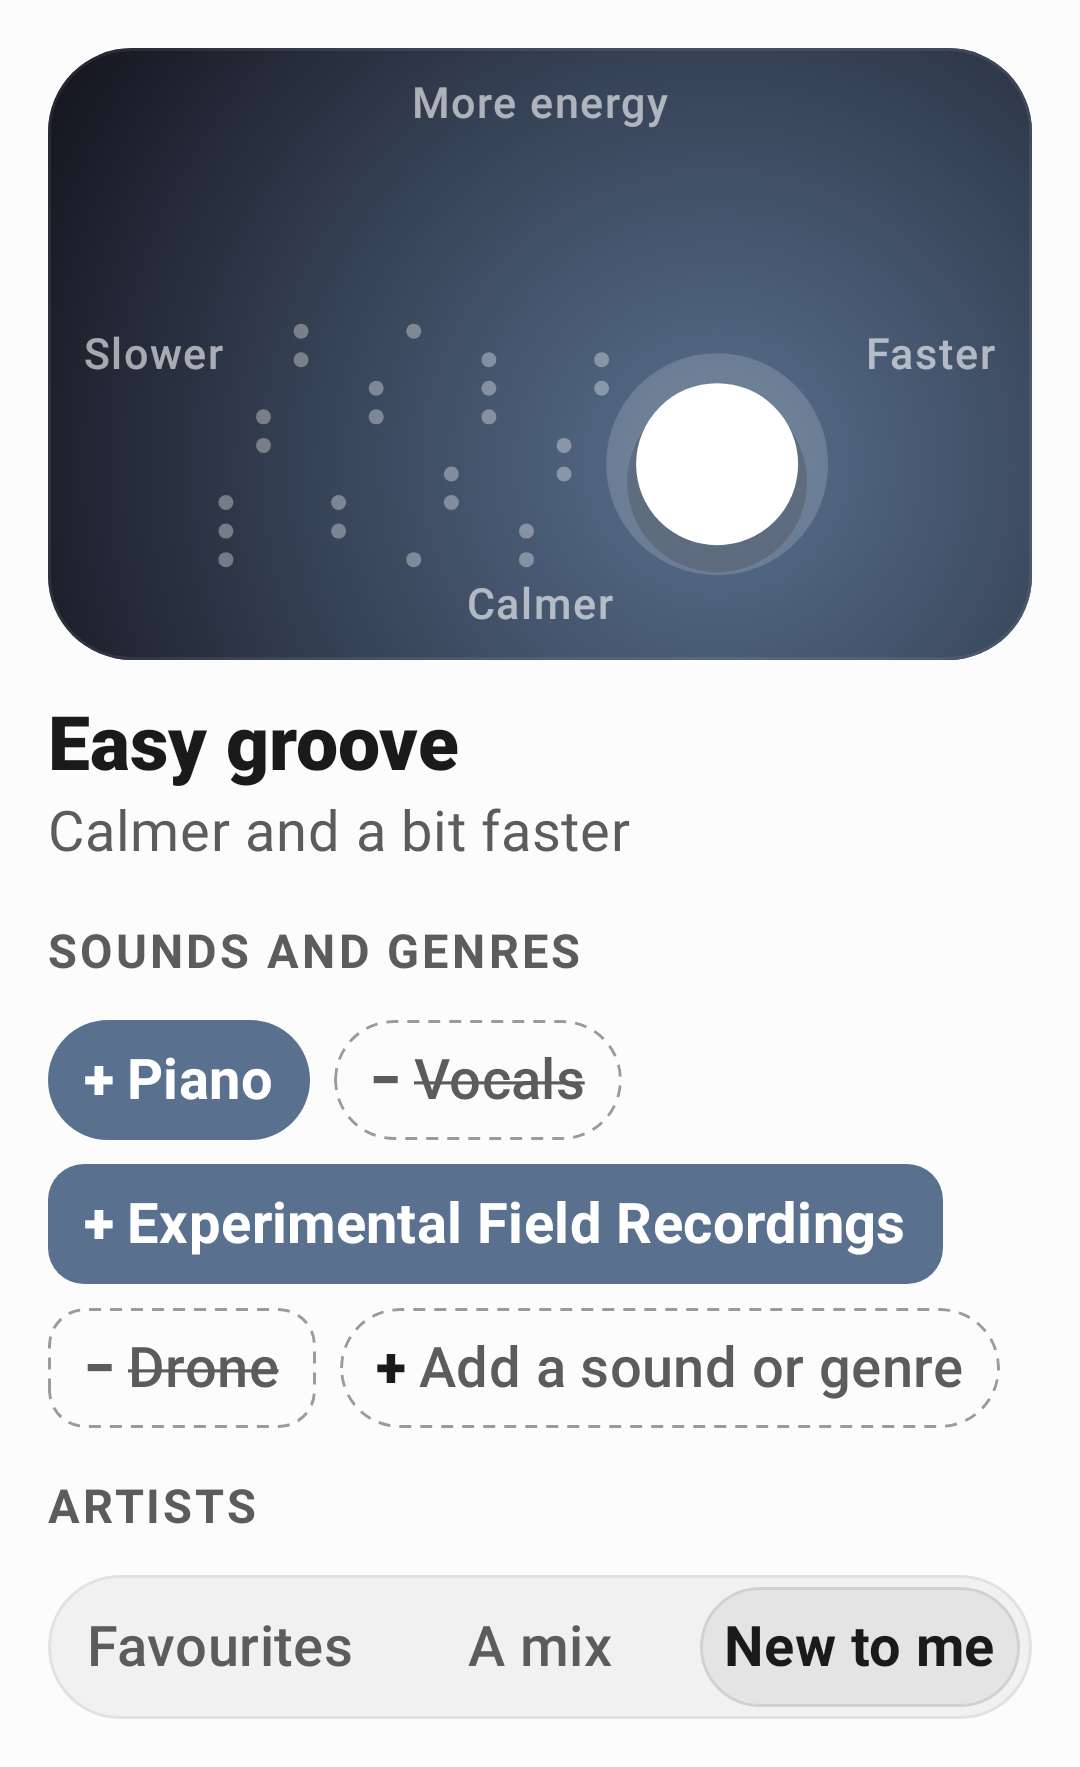 More energy
Slower
Faster
Calmer
Easy groove
Calmer and a bit faster
SOUNDS AND GENRES
+ Piano
− Vocals
+ Experimental Field Recordings
− Drone
+ Add a sound or genre
ARTISTS
Favourites
A mix
New to me